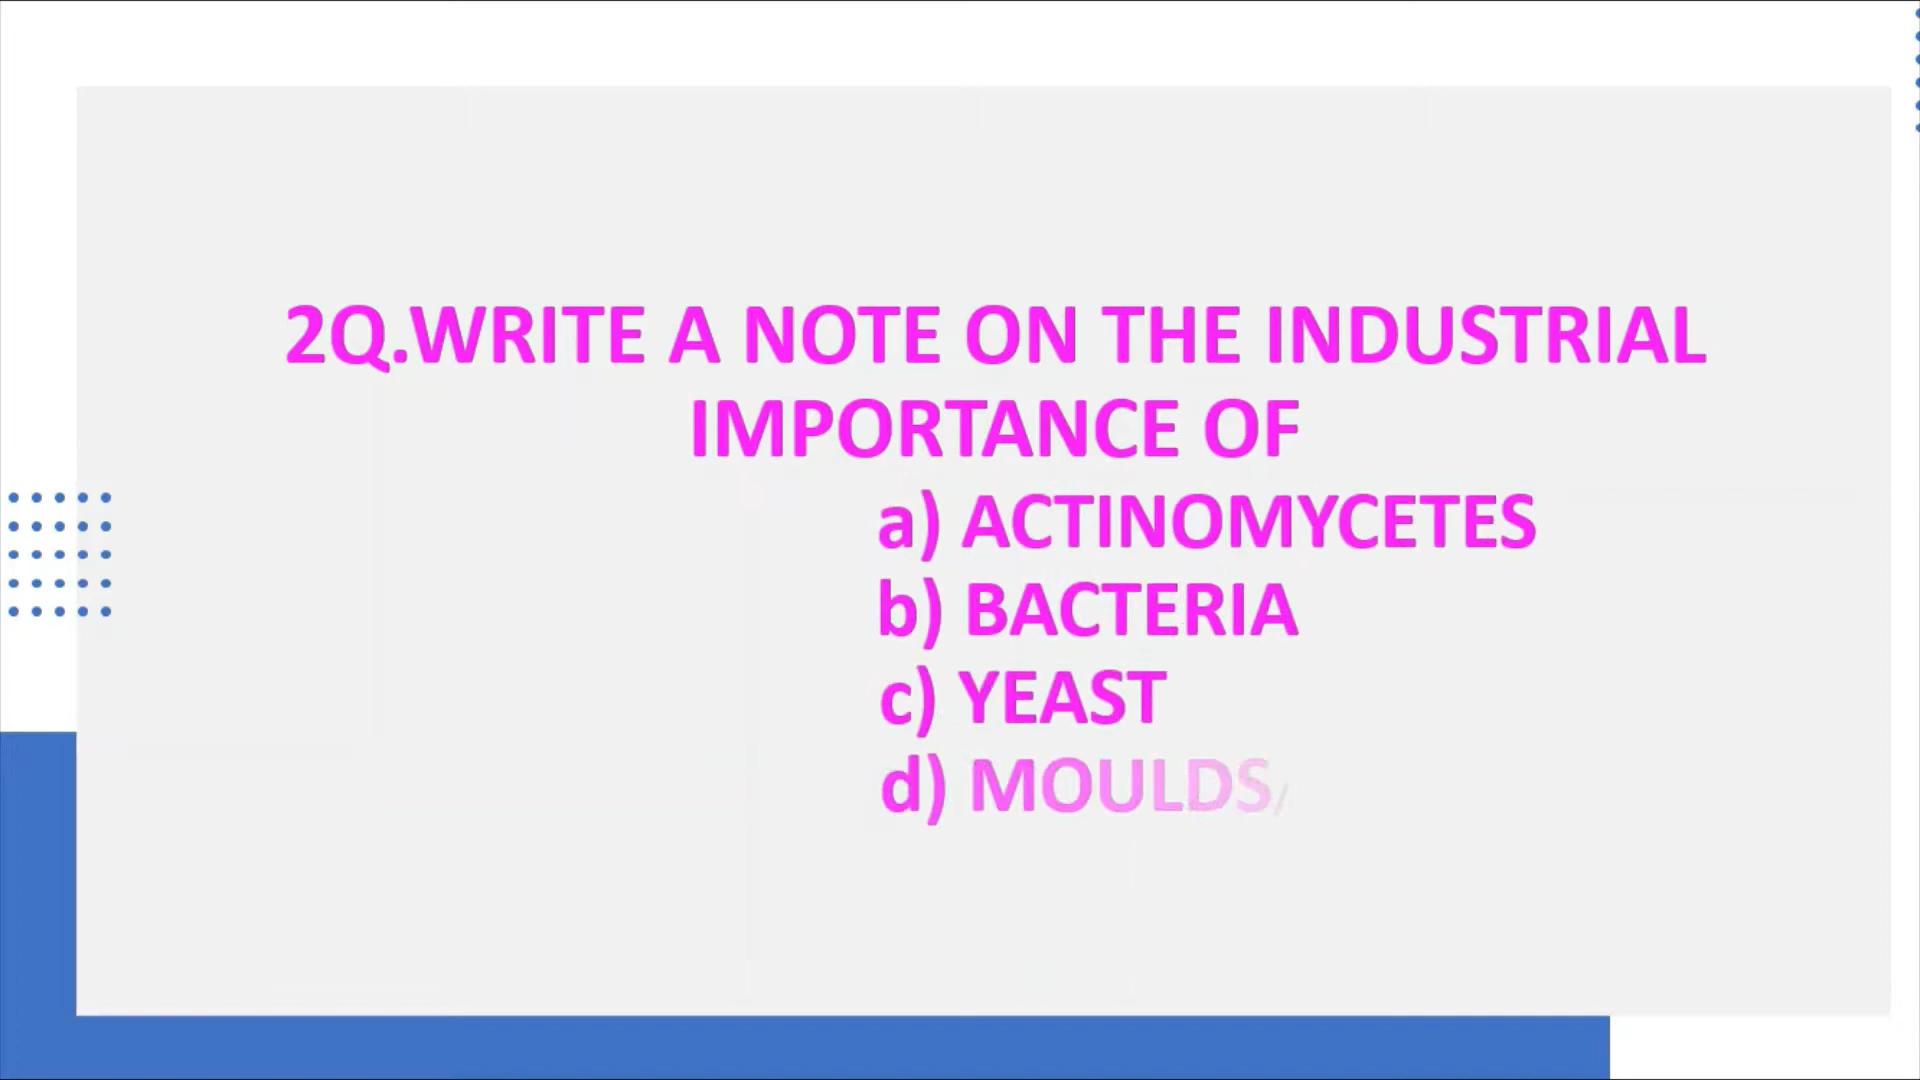 2Q.WRITE A NOTE ON THE INDUSTRIAL
IMPORTANCE OF
a) ACTINOMYCETES
b) BACTERIA
c) YEAST
d) MOULDS/